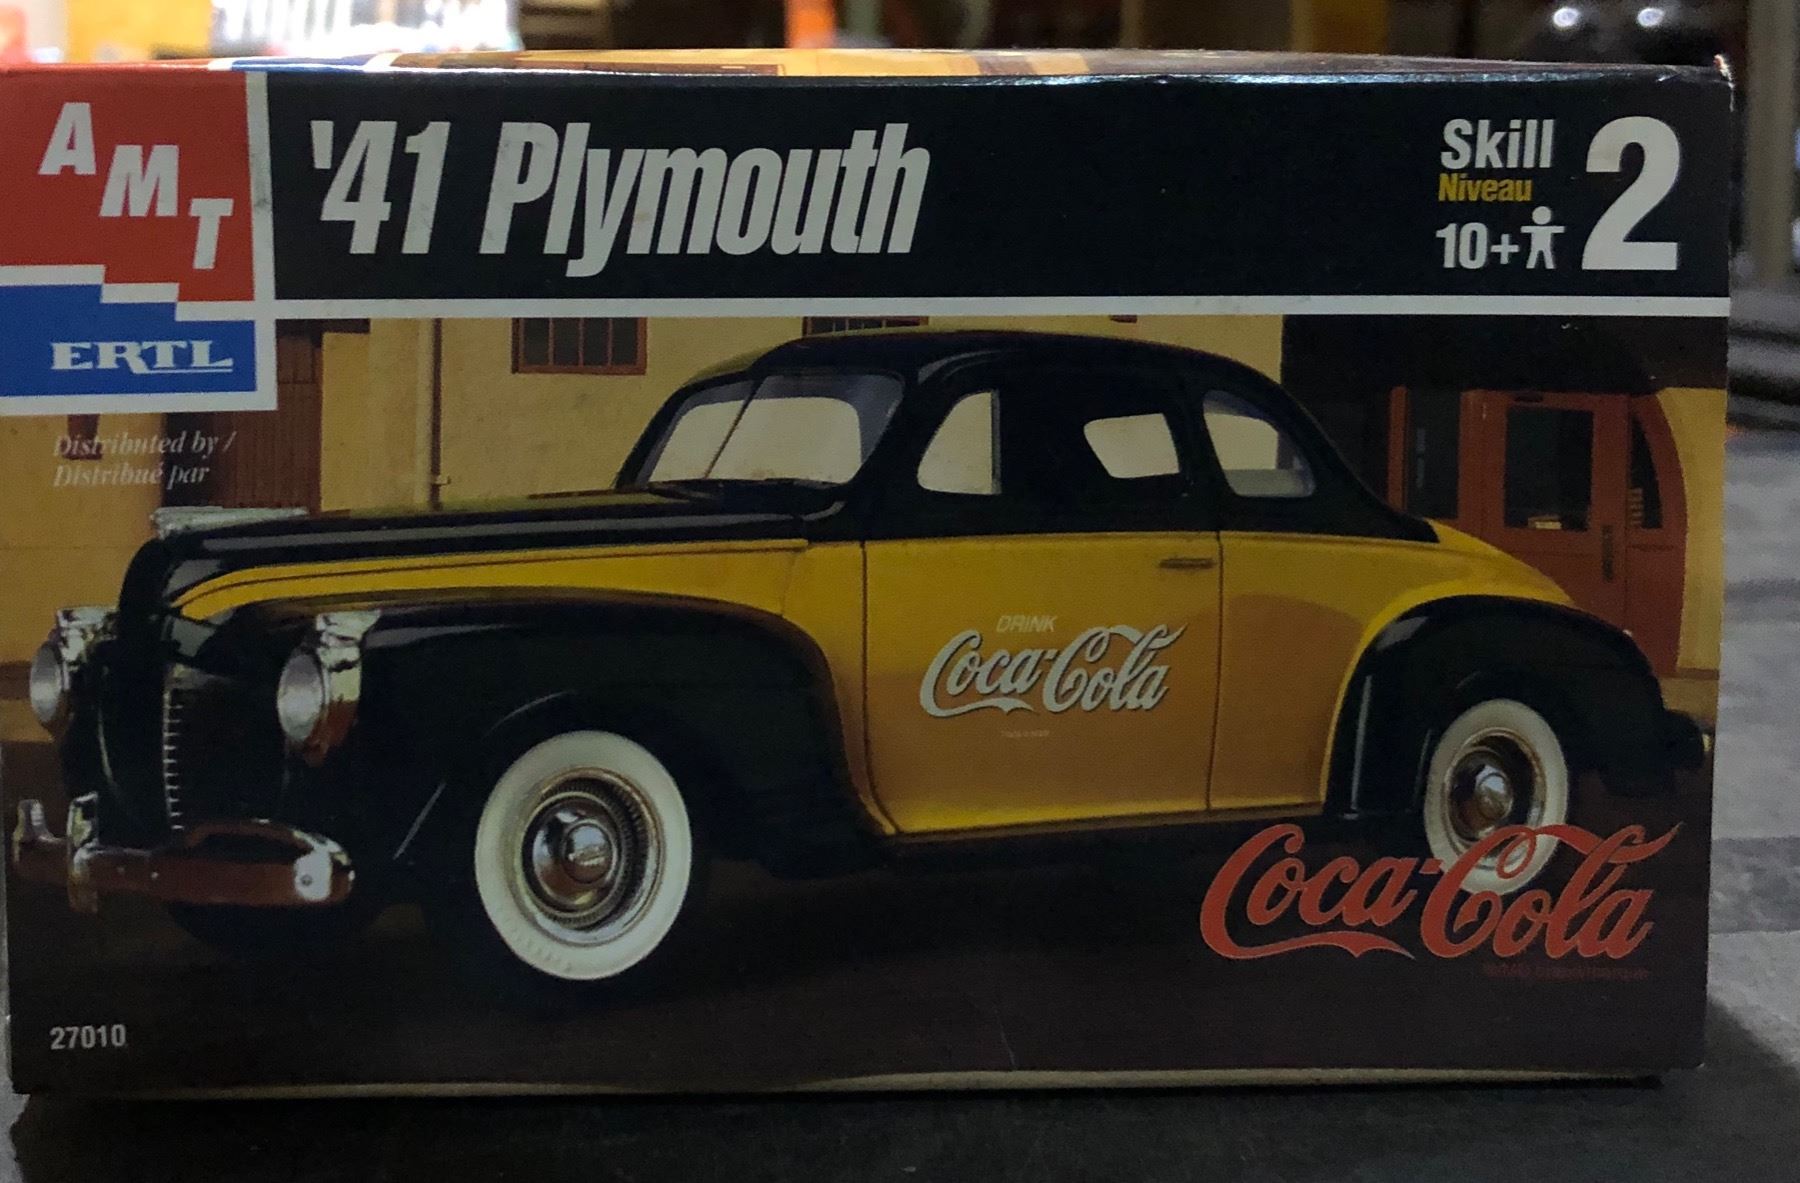 AMT
ERTL
'41 Plymouth
Skill
Niveau
10+
2
Distributed by /
Distribué par
DRINK
Coca-Cola
Coca-Cola
27010